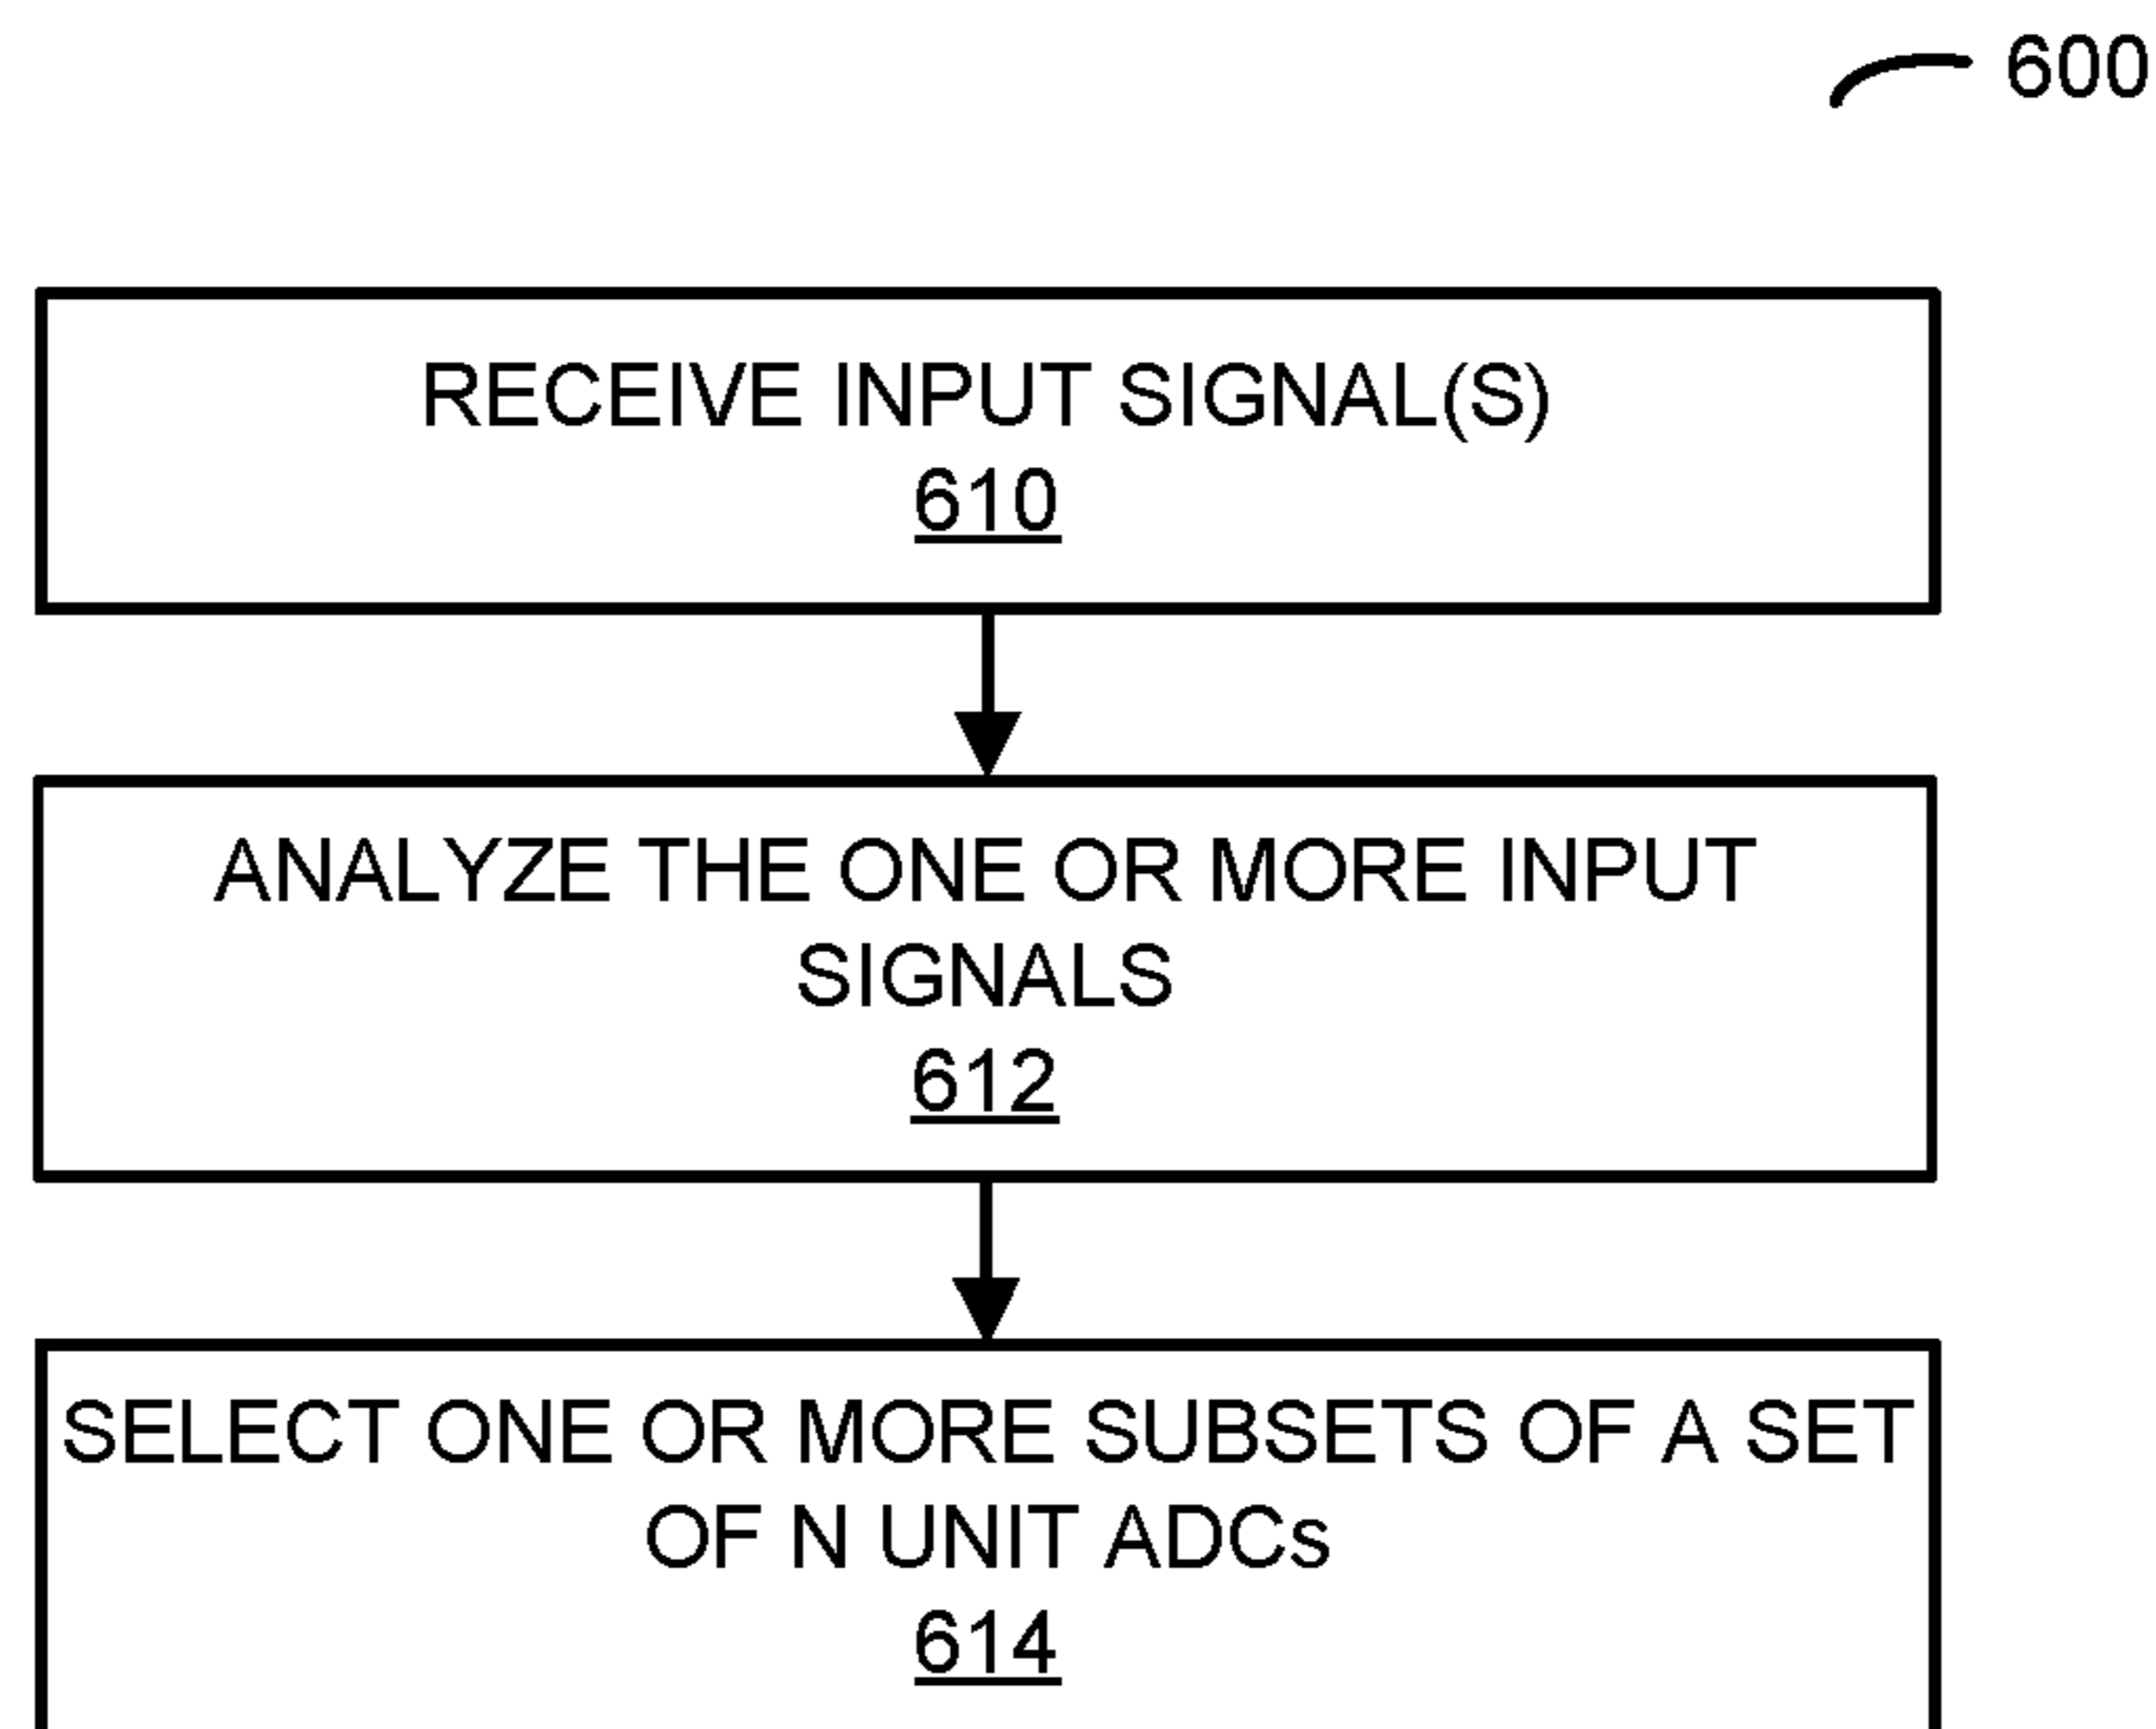 600
RECEIVE INPUT SIGNAL(S)
610
ANALYZE THE ONE OR MORE INPUT
SIGNALS
612
SELECT ONE OR MORE SUBSETS OF A SET
OF N UNIT ADCs
614